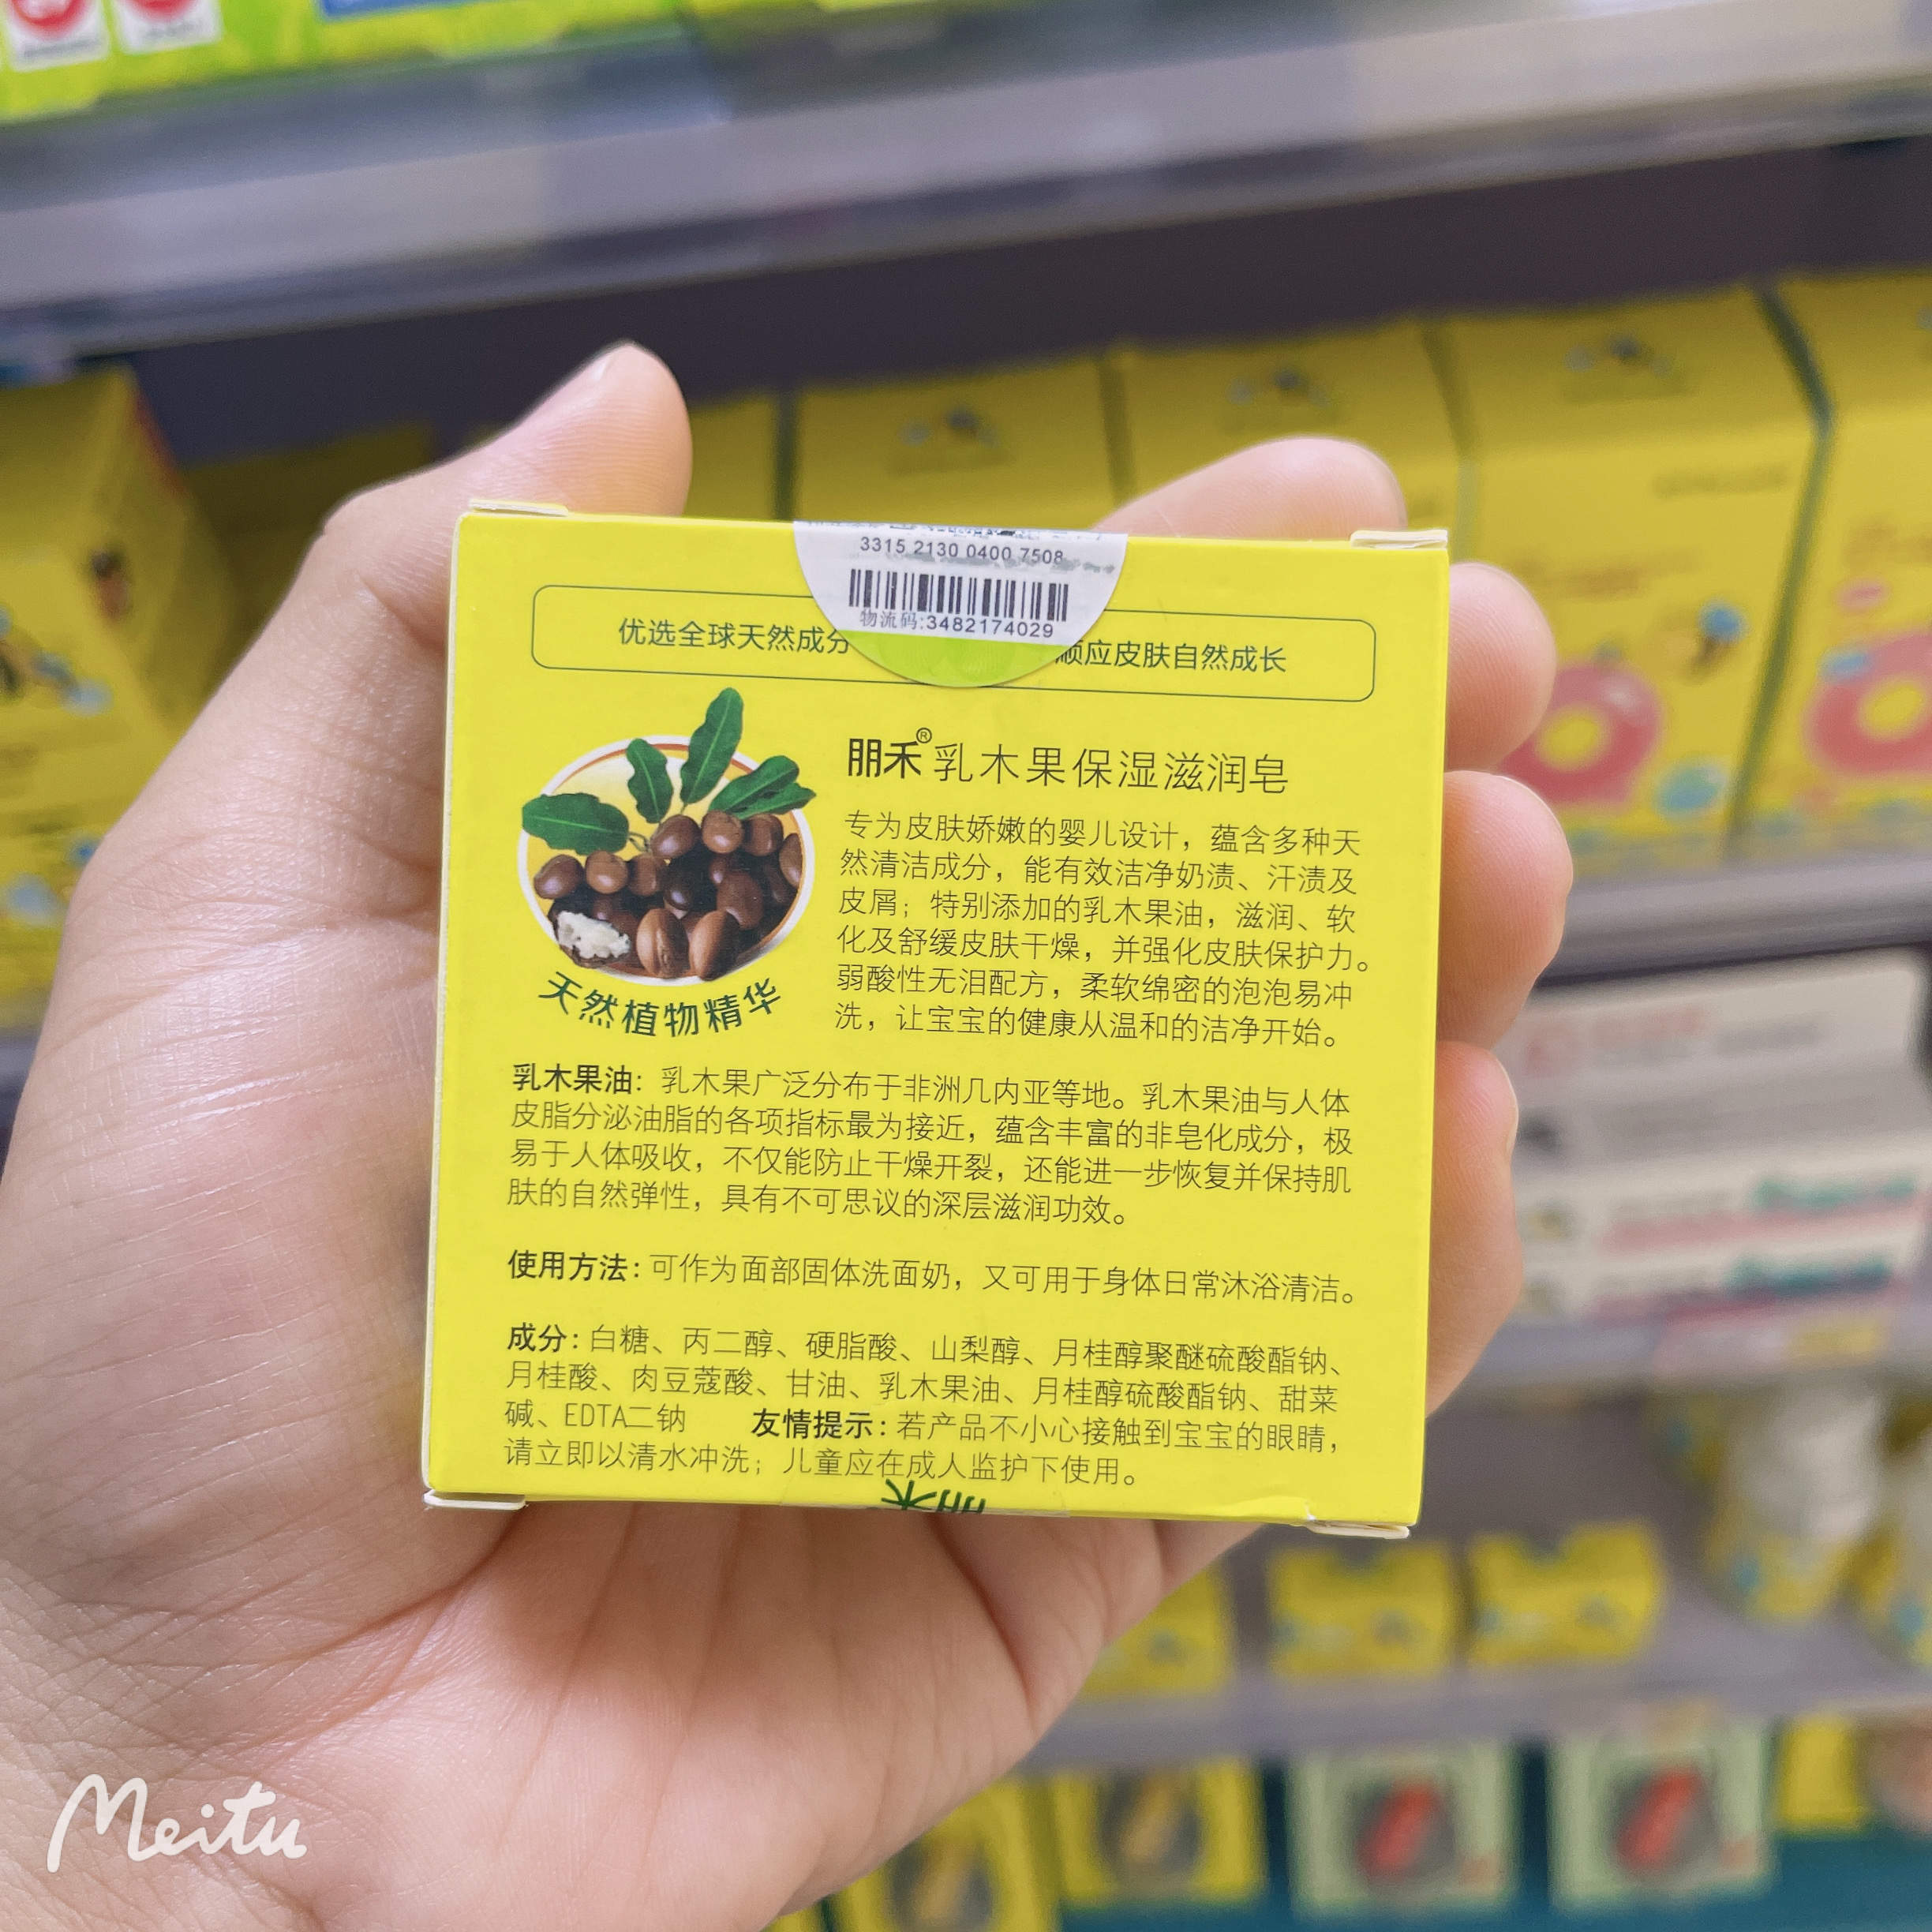 3315 2130 0400 7508
物流码:3482174029
优选全球天然成分 顺应皮肤自然成长
朋禾® 乳木果保湿滋润皂
专为皮肤娇嫩的婴儿设计，蕴含多种天
然清洁成分，能有效洁净奶渍、汗渍及
皮屑；特别添加的乳木果油，滋润、软
化及舒缓皮肤干燥，并强化皮肤保护力。
弱酸性无泪配方，柔软绵密的泡泡易冲
洗，让宝宝的健康从温和的洁净开始。
天然植物精华
乳木果油：乳木果广泛分布于非洲几内亚等地。乳木果油与人体
皮脂分泌油脂的各项指标最为接近，蕴含丰富的非皂化成分，极
易于人体吸收，不仅能防止干燥开裂，还能进一步恢复并保持肌
肤的自然弹性，具有不可思议的深层滋润功效。
使用方法：可作为面部固体洗面奶，又可用于身体日常沐浴清洁。
成分：白糖、丙二醇、硬脂酸、山梨醇、月桂醇聚醚硫酸酯钠、
月桂酸、肉豆蔻酸、甘油、乳木果油、月桂醇硫酸酯钠、甜菜
碱、EDTA二钠 友情提示：若产品不小心接触到宝宝的眼睛，
请立即以清水冲洗；儿童应在成人监护下使用。
朋禾
Meitu